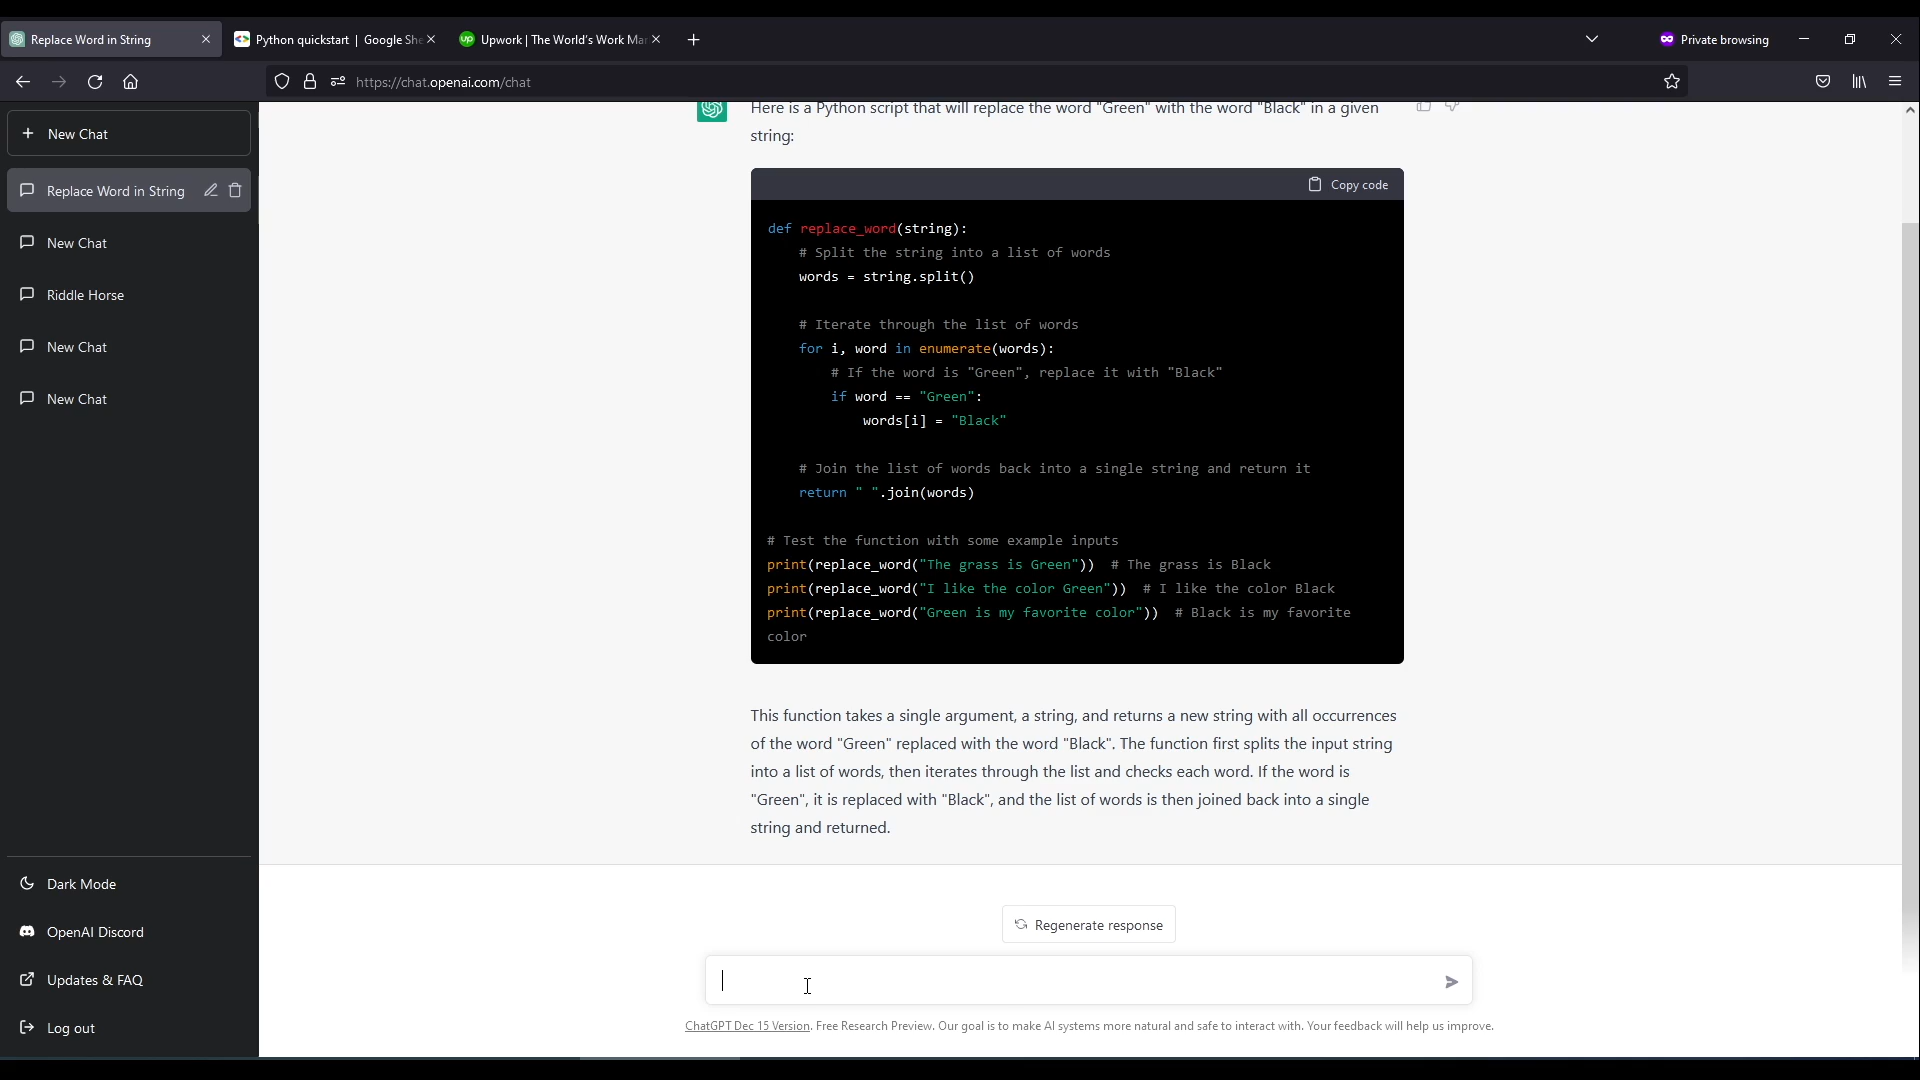 Replace Word in String
Python quickstart | Google She
Upwork | The World's Work Mar
Private browsing
https://chat.openai.com/chat
New Chat
Replace Word in String
New Chat
Riddle Horse
New Chat
New Chat
Dark Mode
OpenAI Discord
Updates & FAQ
Log out
Here is a Python script that will replace the word "Green" with the word "Black" in a given
string:
Copy code
def replace_word(string):
    # Split the string into a list of words
    words = string.split()
    # Iterate through the list of words
    for i, word in enumerate(words):
        # If the word is "Green", replace it with "Black"
        if word == "Green":
            words[i] = "Black"
    # Join the list of words back into a single string and return it
    return " ".join(words)
# Test the function with some example inputs
print(replace_word("The grass is Green"))  # The grass is Black
print(replace_word("I like the color Green"))  # I like the color Black
print(replace_word("Green is my favorite color"))  # Black is my favorite
color
This function takes a single argument, a string, and returns a new string with all occurrences
of the word "Green" replaced with the word "Black". The function first splits the input string
into a list of words, then iterates through the list and checks each word. If the word is
"Green", it is replaced with "Black", and the list of words is then joined back into a single
string and returned.
Regenerate response
ChatGPT Dec 15 Version. Free Research Preview. Our goal is to make AI systems more natural and safe to interact with. Your feedback will help us improve.